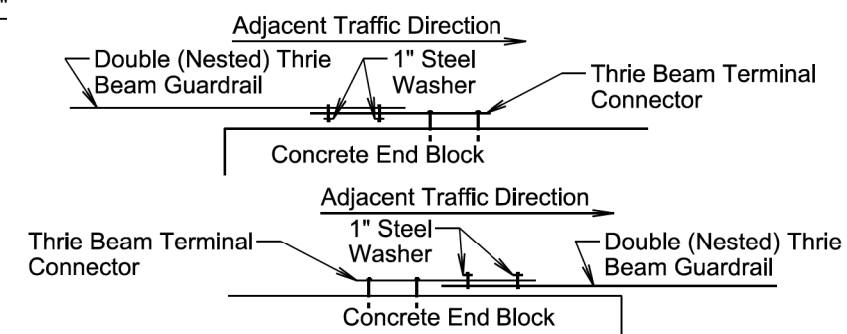 Adjacent Traffic Direction
Double (Nested) Thrie
Beam Guardrail
1" Steel
Washer
Thrie Beam Terminal
Connector
Concrete End Block
Adjacent Traffic Direction
Thrie Beam Terminal
Connector
1" Steel
Washer
Double (Nested) Thrie
Beam Guardrail
Concrete End Block